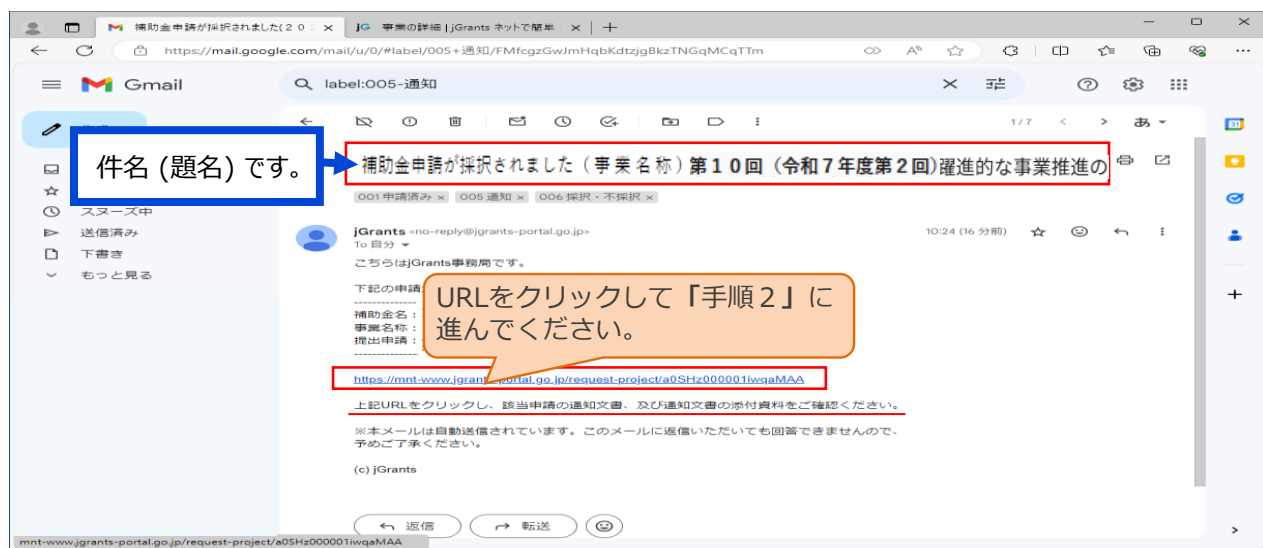 補助金申請が採択されました(２０２
jG 事業の詳細 | jGrants ネットで簡単
https://mail.google.com/mail/u/0/#label/005+通知/FMfcgzGwJmHqbKdtzjgBkzTNGqMCqTTm
Gmail
label:005-通知
1/7
あ
31
件名 (題名) です。
補助金申請が採択されました（事業名称）第１０回（令和７年度第２回)躍進的な事業推進の
001 申請済み × 005 通知 × 006 採択・不採択 ×
スヌーズ中
送信済み
下書き
もっと見る
jGrants <no-reply@jgrants-portal.go.jp>
10:24 (16 分前)
To 自分
こちらはjGrants事務局です。
下記の申請
-------------
補助金名：
事業名称：
提出申請：
-------------
URLをクリックして「手順２」に
進んでください。
https://mnt-www.jgrants-portal.go.jp/request-project/a0SHz000001iwqaMAA
上記URLをクリックし、該当申請の通知文書、及び通知文書の添付資料をご確認ください。
※本メールは自動送信されています。このメールに返信いただいても回答できませんので、
予めご了承ください。
(c) jGrants
返信
転送
mnt-www.jgrants-portal.go.jp/request-project/a0SHz000001iwqaMAA